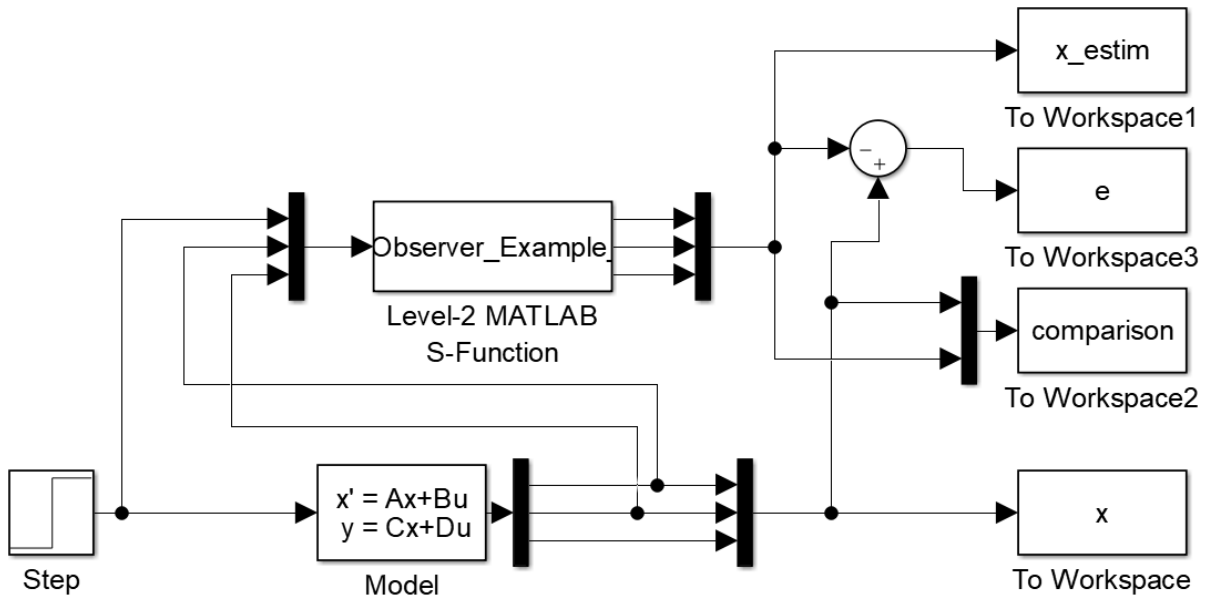 x_estim
To Workspace1
−
+
e
To Workspace3
Observer_Example_
Level-2 MATLAB
S-Function
comparison
To Workspace2
x' = Ax+Bu
y = Cx+Du
x
Step
Model
To Workspace